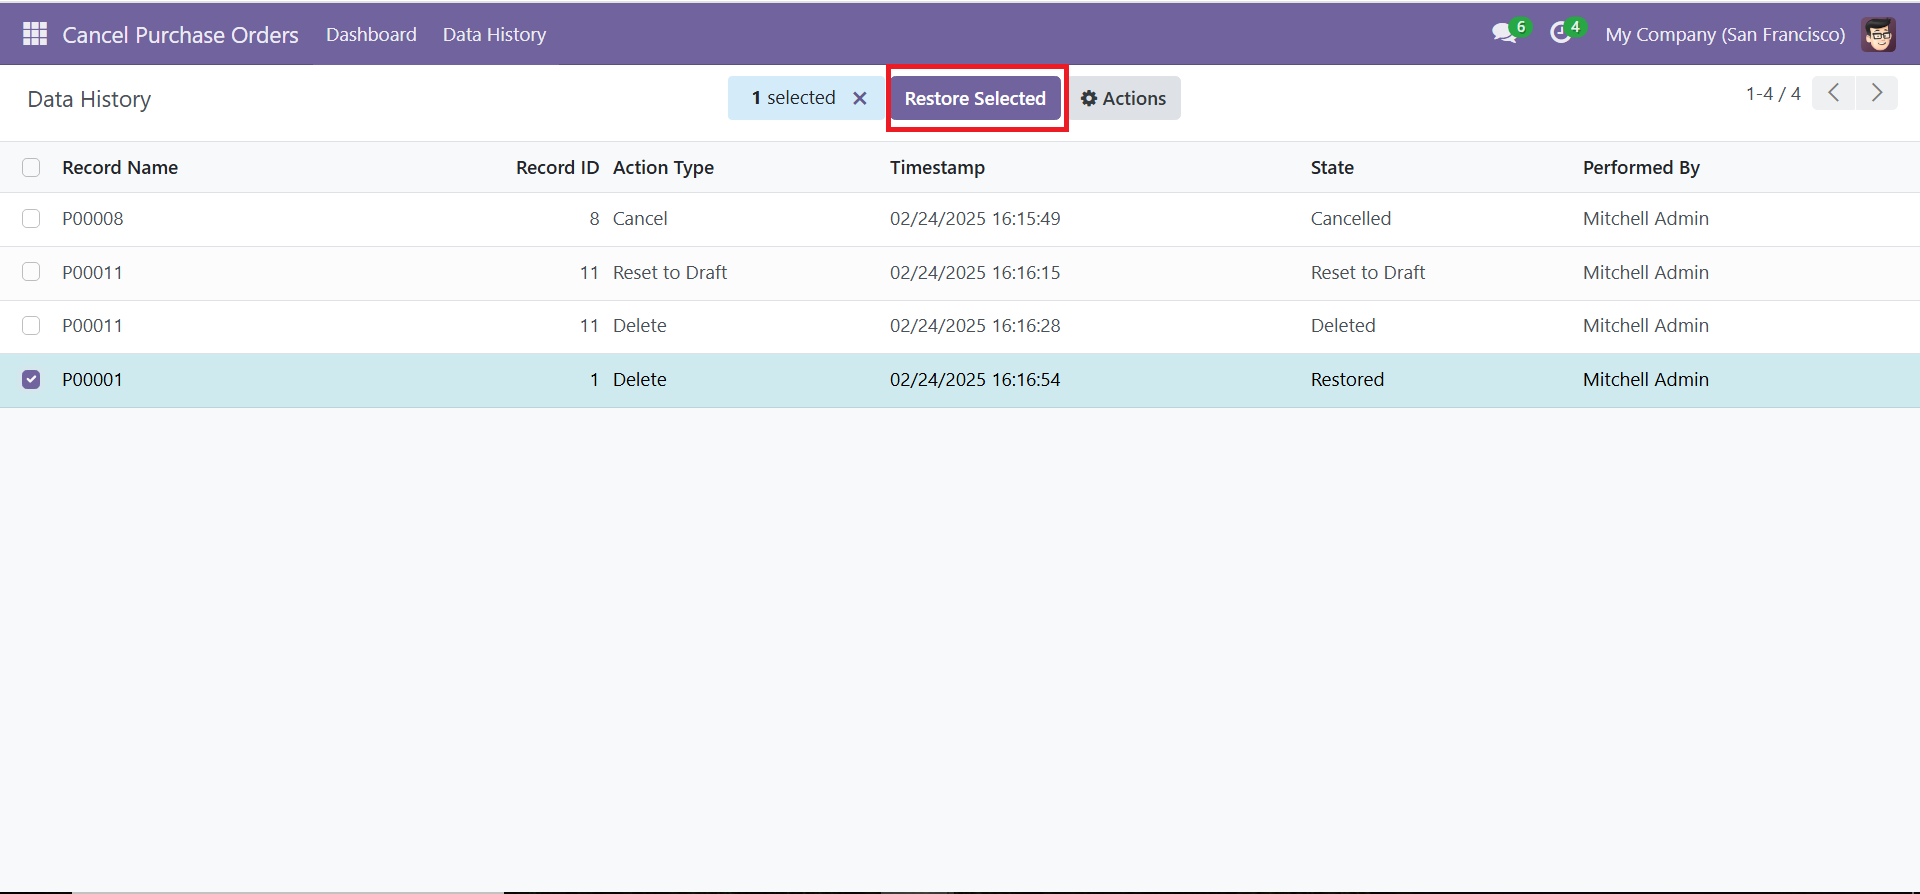 Cancel Purchase Orders Dashboard Data History 6 4 My Company (San Francisco)
Data History 1 selected Restore Selected Actions 1-4 / 4
Record Name Record ID Action Type Timestamp State Performed By
P00008 8 Cancel 02/24/2025 16:15:49 Cancelled Mitchell Admin
P00011 11 Reset to Draft 02/24/2025 16:16:15 Reset to Draft Mitchell Admin
P00011 11 Delete 02/24/2025 16:16:28 Deleted Mitchell Admin
P00001 1 Delete 02/24/2025 16:16:54 Restored Mitchell Admin